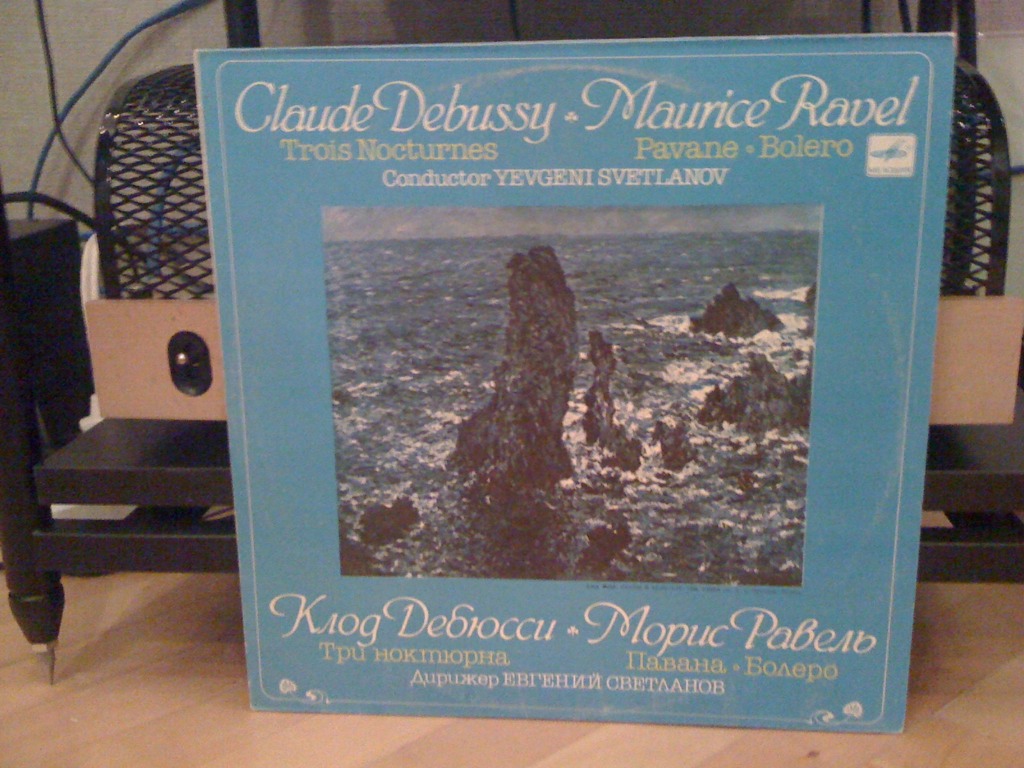 Claude Debussy ♣ Maurice Ravel
Trois Nocturnes Pavane • Bolero
Conductor YEVGENI SVETLANOV
Клод Дебюсси ♣ Морис Равель
Три ноктюрна Павана • Болеро
Дирижер ЕВГЕНИЙ СВЕТЛАНОВ